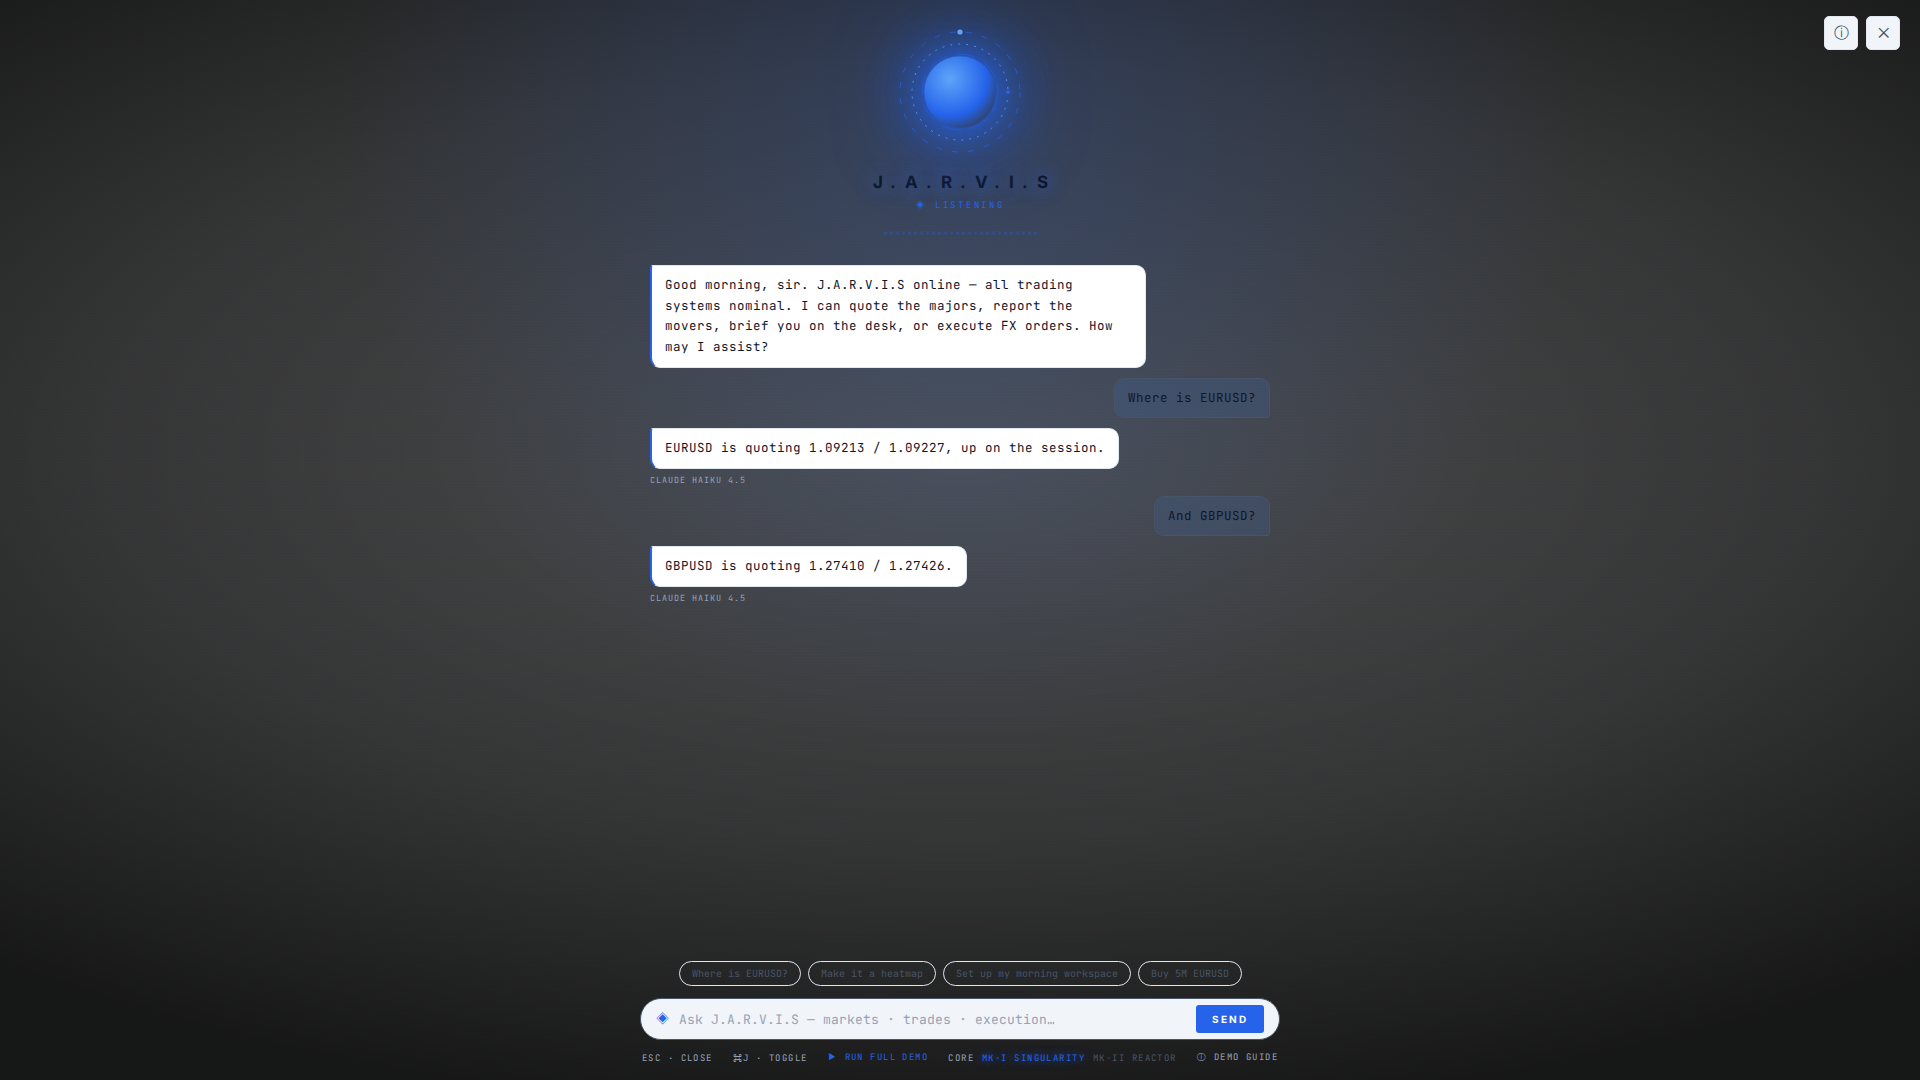 J.A.R.V.I.S
◈ LISTENING
Good morning, sir. J.A.R.V.I.S online — all trading
systems nominal. I can quote the majors, report the
movers, brief you on the desk, or execute FX orders. How
may I assist?
Where is EURUSD?
EURUSD is quoting 1.09213 / 1.09227, up on the session.
CLAUDE HAIKU 4.5
And GBPUSD?
GBPUSD is quoting 1.27410 / 1.27426.
CLAUDE HAIKU 4.5
Where is EURUSD? Make it a heatmap Set up my morning workspace Buy 5M EURUSD
◈ Ask J.A.R.V.I.S — markets · trades · execution… SEND
ESC · CLOSE ⌘J · TOGGLE ▶ RUN FULL DEMO CORE MK-I SINGULARITY MK-II REACTOR ⓘ DEMO GUIDE